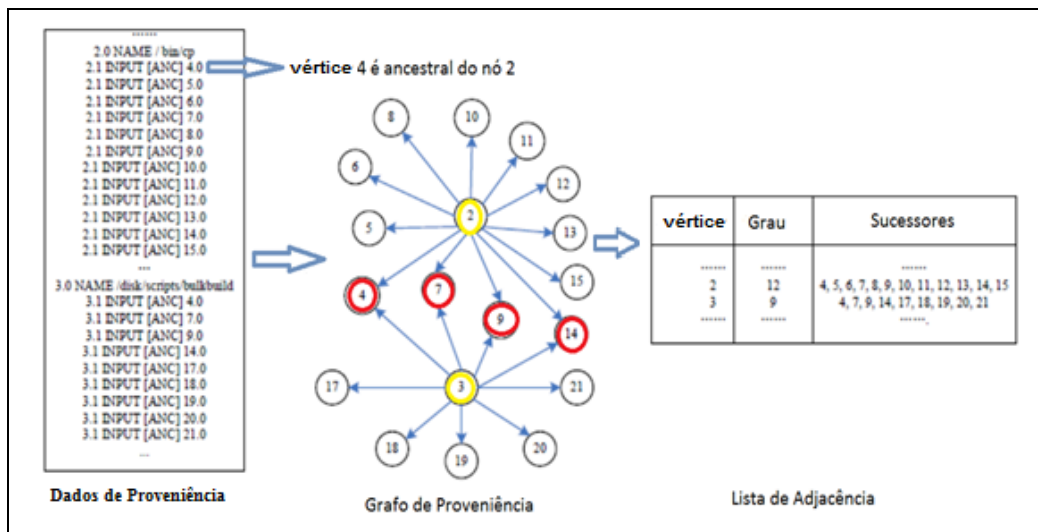 ......
2.0 NAME / bin/cp
2.1 INPUT [ANC] 4.0
2.1 INPUT [ANC] 5.0
2.1 INPUT [ANC] 6.0
2.1 INPUT [ANC] 7.0
2.1 INPUT [ANC] 8.0
2.1 INPUT [ANC] 9.0
2.1 INPUT [ANC] 10.0
2.1 INPUT [ANC] 11.0
2.1 INPUT [ANC] 12.0
2.1 INPUT [ANC] 13.0
2.1 INPUT [ANC] 14.0
2.1 INPUT [ANC] 15.0
...
3.0 NAME /disk/scripts/bulkbuild
3.1 INPUT [ANC] 4.0
3.1 INPUT [ANC] 7.0
3.1 INPUT [ANC] 9.0
3.1 INPUT [ANC] 14.0
3.1 INPUT [ANC] 17.0
3.1 INPUT [ANC] 18.0
3.1 INPUT [ANC] 19.0
3.1 INPUT [ANC] 20.0
3.1 INPUT [ANC] 21.0
...
Dados de Proveniência
vértice 4 é ancestral do nó 2
8
10
11
6
12
2
5
13
15
4
7
9
14
17
3
21
18
19
20
Grafo de Proveniência
vértice Grau Sucessores
...... ...... ......
2 12 4, 5, 6, 7, 8, 9, 10, 11, 12, 13, 14, 15
3 9 4, 7, 9, 14, 17, 18, 19, 20, 21
...... ...... ......,
Lista de Adjacência